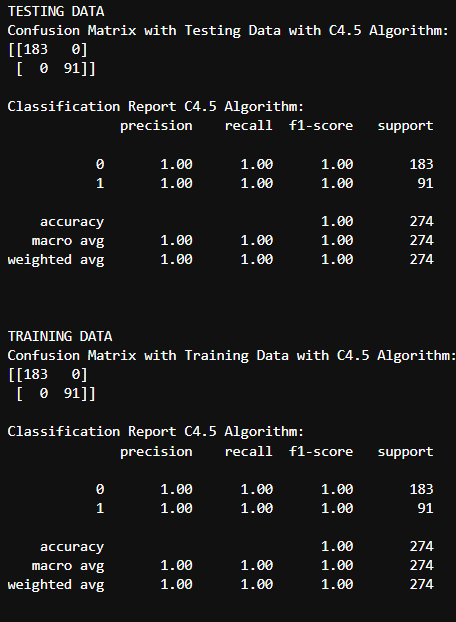 TESTING DATA
Confusion Matrix with Testing Data with C4.5 Algorithm:
[[183   0]
 [  0  91]]
Classification Report C4.5 Algorithm:
              precision    recall  f1-score   support
           0       1.00      1.00      1.00       183
           1       1.00      1.00      1.00        91
    accuracy                           1.00       274
   macro avg       1.00      1.00      1.00       274
weighted avg       1.00      1.00      1.00       274
TRAINING DATA
Confusion Matrix with Training Data with C4.5 Algorithm:
[[183   0]
 [  0  91]]
Classification Report C4.5 Algorithm:
              precision    recall  f1-score   support
           0       1.00      1.00      1.00       183
           1       1.00      1.00      1.00        91
    accuracy                           1.00       274
   macro avg       1.00      1.00      1.00       274
weighted avg       1.00      1.00      1.00       274